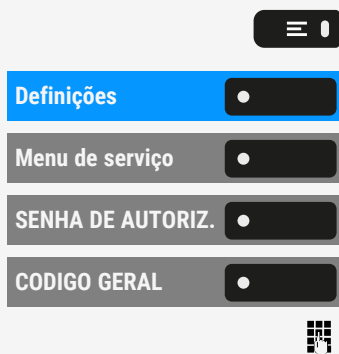 Definições
Menu de serviço
SENHA DE AUTORIZ.
CODIGO GERAL